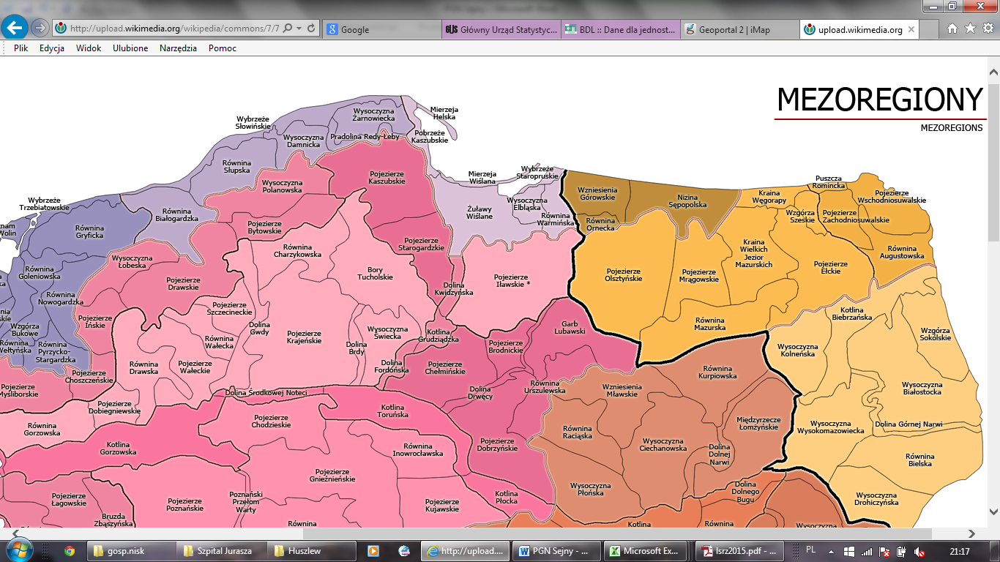 http://upload.wikimedia.org/wikipedia/commons/7/7
Google
GUS Główny Urząd Statystyc...
BDL :: Dane dla jednost...
Geoportal 2 | iMap
upload.wikimedia.org
Plik Edycja Widok Ulubione Narzędzia Pomoc
MEZOREGIONY
MEZOREGIONS
Wysoczyzna
Żarnowiecka
Mierzeja
Helska
Wybrzeże
Słowińskie
Wysoczyzna
Damnicka
Pradolina Redy-Łeby
Pobrzeże
Kaszubskie
Równina
Słupska
Wysoczyzna
Polanowska
Pojezierze
Kaszubskie
Mierzeja
Wiślana
Wybrzeże
Staropruskie
Wzniesienia
Górowskie
Nizina
Sępopolska
Kraina
Węgorapy
Puszcza
Romincka
Pojezierze
Wschodniosuwalskie
Wybrzeże
Trzebiatowskie
Równina
Białogardzka
Żuławy
Wiślane
Wysoczyzna
Elbląska
Równina
Warmińska
Równina
Ornecka
Wzgórza
Szeskie
Pojezierze
Zachodniosuwalskie
Wolin
Równina
Gryficka
Pojezierze
Bytowskie
Równina
Charzykowska
Pojezierze
Starogardzkie
Kraina
Wielkich
Jezior
Mazurskich
Równina
Augustowska
Wysoczyzna
Łobeska
Pojezierze
Ełckie
Równina
Goleniowska
Pojezierze
Drawskie
Bory
Tucholskie
Dolina
Kwidzyńska
Pojezierze
Iławskie *
Pojezierze
Olsztyńskie
Pojezierze
Mrągowskie
Równina
Nowogardzka
Pojezierze
Szczecineckie
Pojezierze
Ińskie
Wzgórza
Bukowe
Dolina
Gwdy
Pojezierze
Krajeńskie
Wysoczyzna
Świecka
Kotlina
Grudziądzka
Garb
Lubawski
Równina
Mazurska
Kotlina
Biebrzańska
Wzgórza
Sokólskie
Równina
Wełtyńska
Równina
Pyrzycko-
Stargardzka
Równina
Wałecka
Dolina
Brdy
Pojezierze
Brodnickie
Wysoczyzna
Kolneńska
Równina
Drawska
Pojezierze
Wałeckie
Dolina
Fordońska
Pojezierze
Chełmińskie
Równina
Kurpiowska
Pojezierze
Choszczeńskie
Pojezierze
Myśliborskie
Dolina Środkowej Noteci
Dolina
Drwęcy
Równina
Urszulewska
Wzniesienia
Mławskie
Wysoczyzna
Białostocka
Pojezierze
Dobiegniewskie
Kotlina
Toruńska
Pojezierze
Chodzieskie
Równina
Gorzowska
Równina
Raciąska
Międzyrzecze
Łomżyńskie
Wysoczyzna
Wysokomazowiecka
Dolina Górnej Narwi
Kotlina
Gorzowska
Równina
Inowrocławska
Pojezierze
Dobrzyńskie
Wysoczyzna
Ciechanowska
Dolina
Dolnej
Narwi
Równina
Bielska
Pojezierze
Gnieźnieńskie
Pojezierze
Łagowskie
Pojezierze
Poznańskie
Poznański
Przełom
Warty
Pojezierze
Kujawskie
Kotlina
Płocka
Wysoczyzna
Płońska
Dolina
Dolnego
Bugu
Wysoczyzna
Drohiczyńska
Bruzda
Zbąszyńska
Równina
Kotlina
Równina
Wysoczyzna
gosp.nisk
Szpital Jurasza
Huszlew
http://upload....
PGN Sejny - ...
Microsoft Ex...
lsrz2015.pdf - ...
PL
21:17